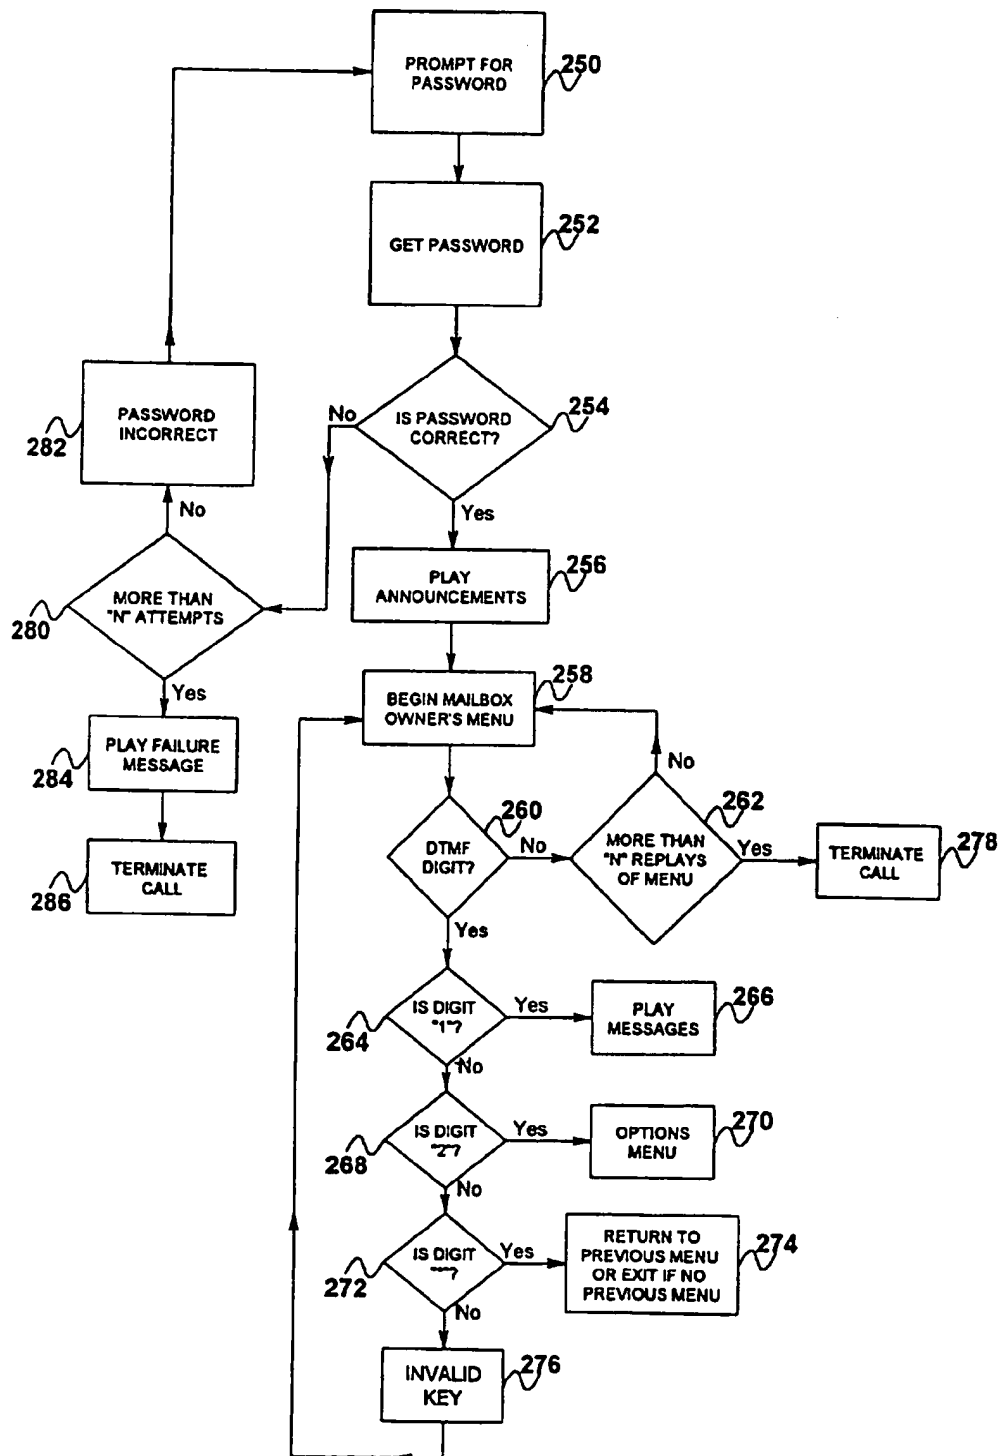 PROMPT FOR
PASSWORD
250
GET PASSWORD
252
IS PASSWORD
CORRECT?
254
No
Yes
PASSWORD
INCORRECT
282
No
MORE THAN
"N" ATTEMPTS
280
Yes
PLAY FAILURE
MESSAGE
284
TERMINATE
CALL
286
PLAY
ANNOUNCEMENTS
256
BEGIN MAILBOX
OWNER'S MENU
258
DTMF
DIGIT?
260
No
Yes
MORE THAN
"N" REPLAYS
OF MENU
262
No
Yes
TERMINATE
CALL
278
IS DIGIT
"1"?
264
Yes
No
PLAY
MESSAGES
266
IS DIGIT
"2"?
268
Yes
No
OPTIONS
MENU
270
IS DIGIT
"*"?
272
Yes
No
RETURN TO
PREVIOUS MENU
OR EXIT IF NO
PREVIOUS MENU
274
INVALID
KEY
276